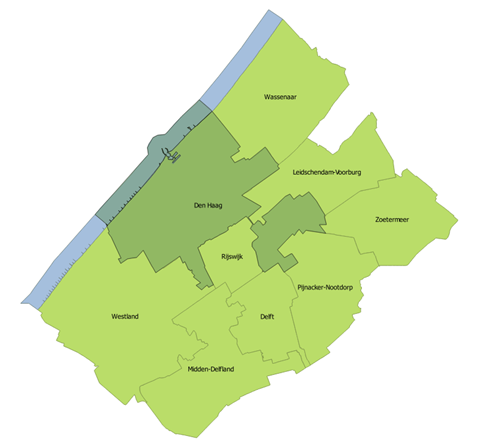 Wassenaar
Leidschendam-Voorburg
Den Haag
Zoetermeer
Rijswijk
Pijnacker-Nootdorp
Westland
Delft
Midden-Delfland